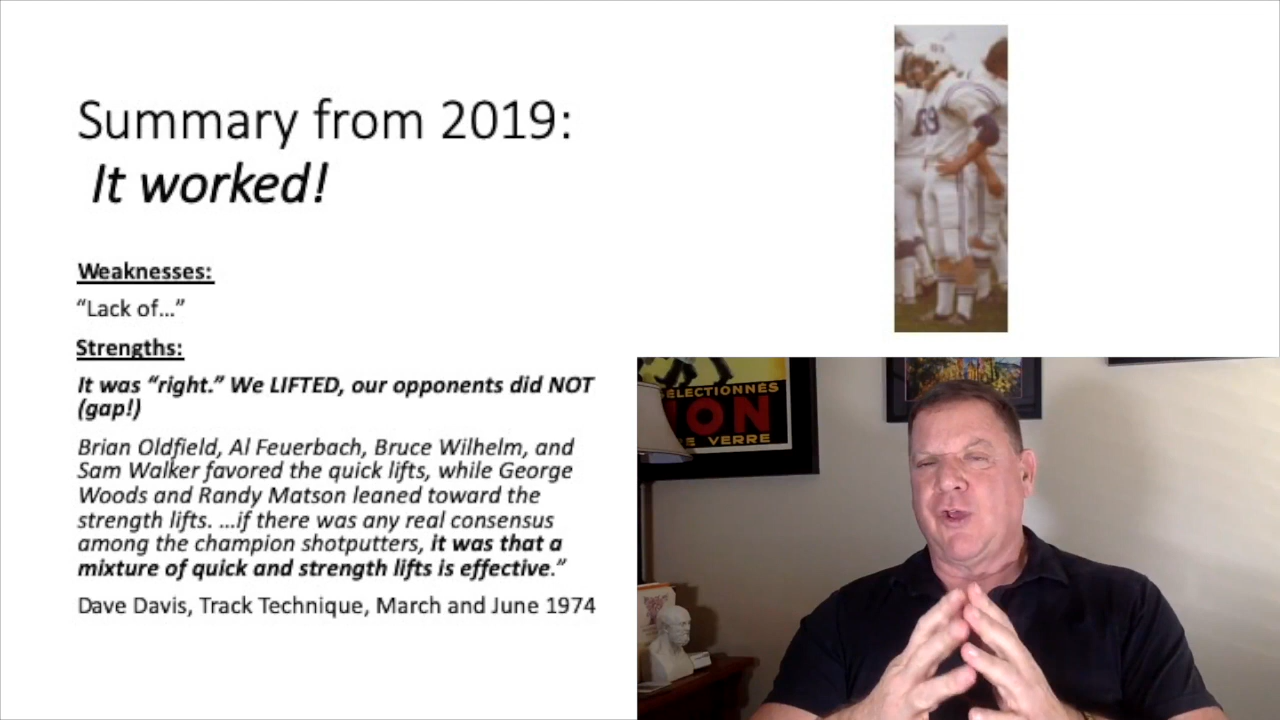 Summary from 2019:
It worked!
Weaknesses:
“Lack of...”
Strengths:
It was “right.” We LIFTED, our opponents did NOT
(gap!)
Brian Oldfield, Al Feuerbach, Bruce Wilhelm, and
Sam Walker favored the quick lifts, while George
Woods and Randy Matson leaned toward the
strength lifts. ...if there was any real consensus
among the champion shotputters, it was that a
mixture of quick and strength lifts is effective.”
Dave Davis, Track Technique, March and June 1974
SÉLECTIONNÉS
ION
E VERRE